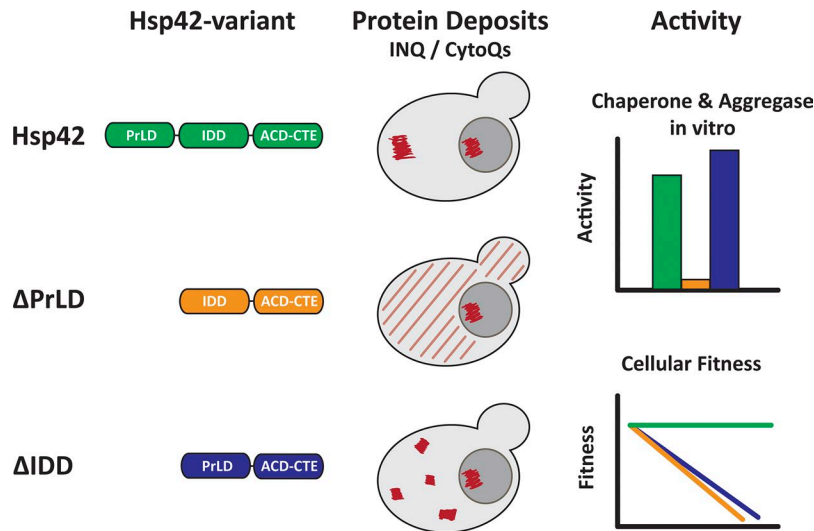 Hsp42-variant
Protein Deposits
INQ / CytoQs
Activity
Hsp42
PrLD IDD ACD-CTE
Chaperone & Aggregase
in vitro
Activity
ΔPrLD
IDD ACD-CTE
Cellular Fitness
Fitness
ΔIDD
PrLD ACD-CTE